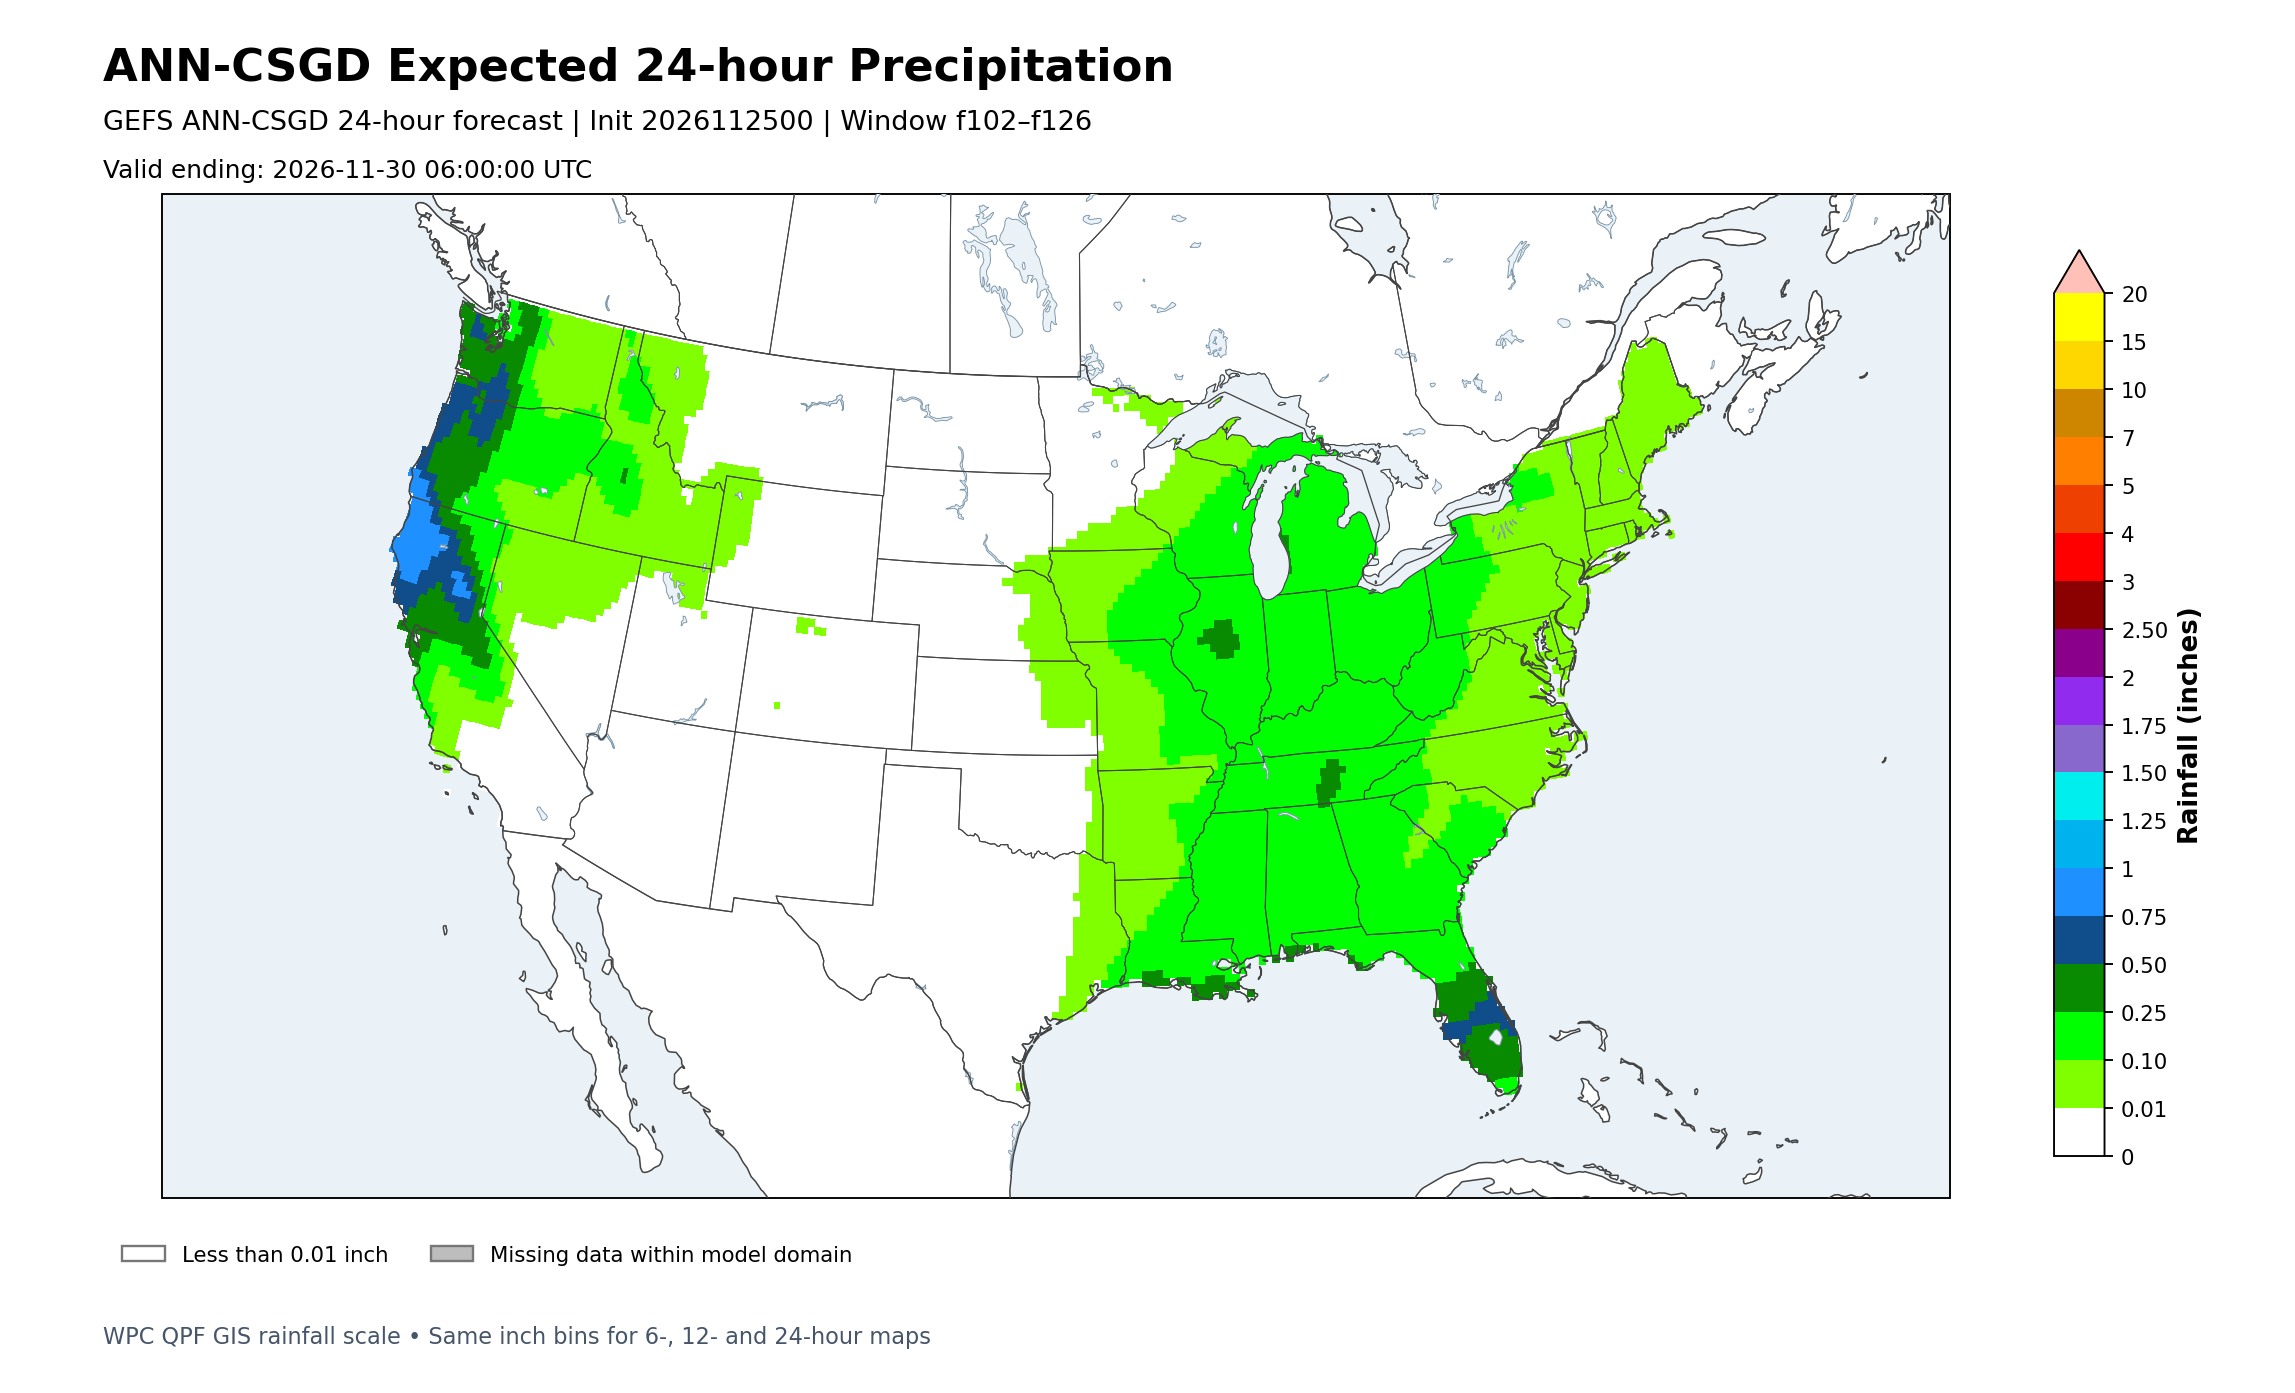 ANN-CSGD Expected 24-hour Precipitation
GEFS ANN-CSGD 24-hour forecast | Init 2026112500 | Window f102–f126
Valid ending: 2026-11-30 06:00:00 UTC
20
15
10
7
5
4
3
2.50
2
1.75
1.50
1.25
1
0.75
0.50
0.25
0.10
0.01
0
Rainfall (inches)
Less than 0.01 inch
Missing data within model domain
WPC QPF GIS rainfall scale • Same inch bins for 6-, 12- and 24-hour maps